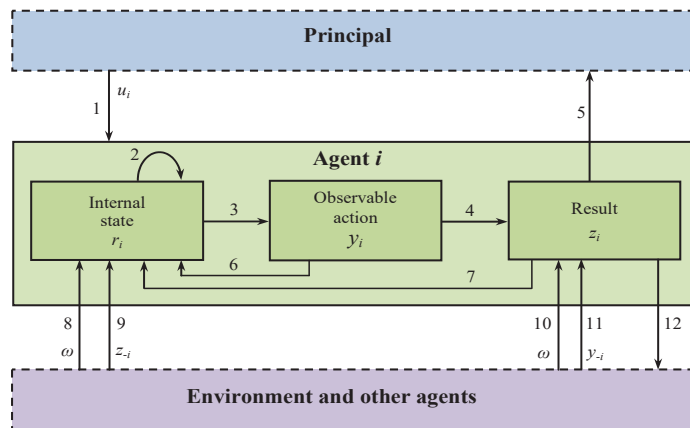 Principal
1
u_i
5
Agent i
2
Internal
state
r_i
3
Observable
action
y_i
4
Result
z_i
6
7
8
9
10
11
12
ω
z_-i
ω
y_-i
Environment and other agents